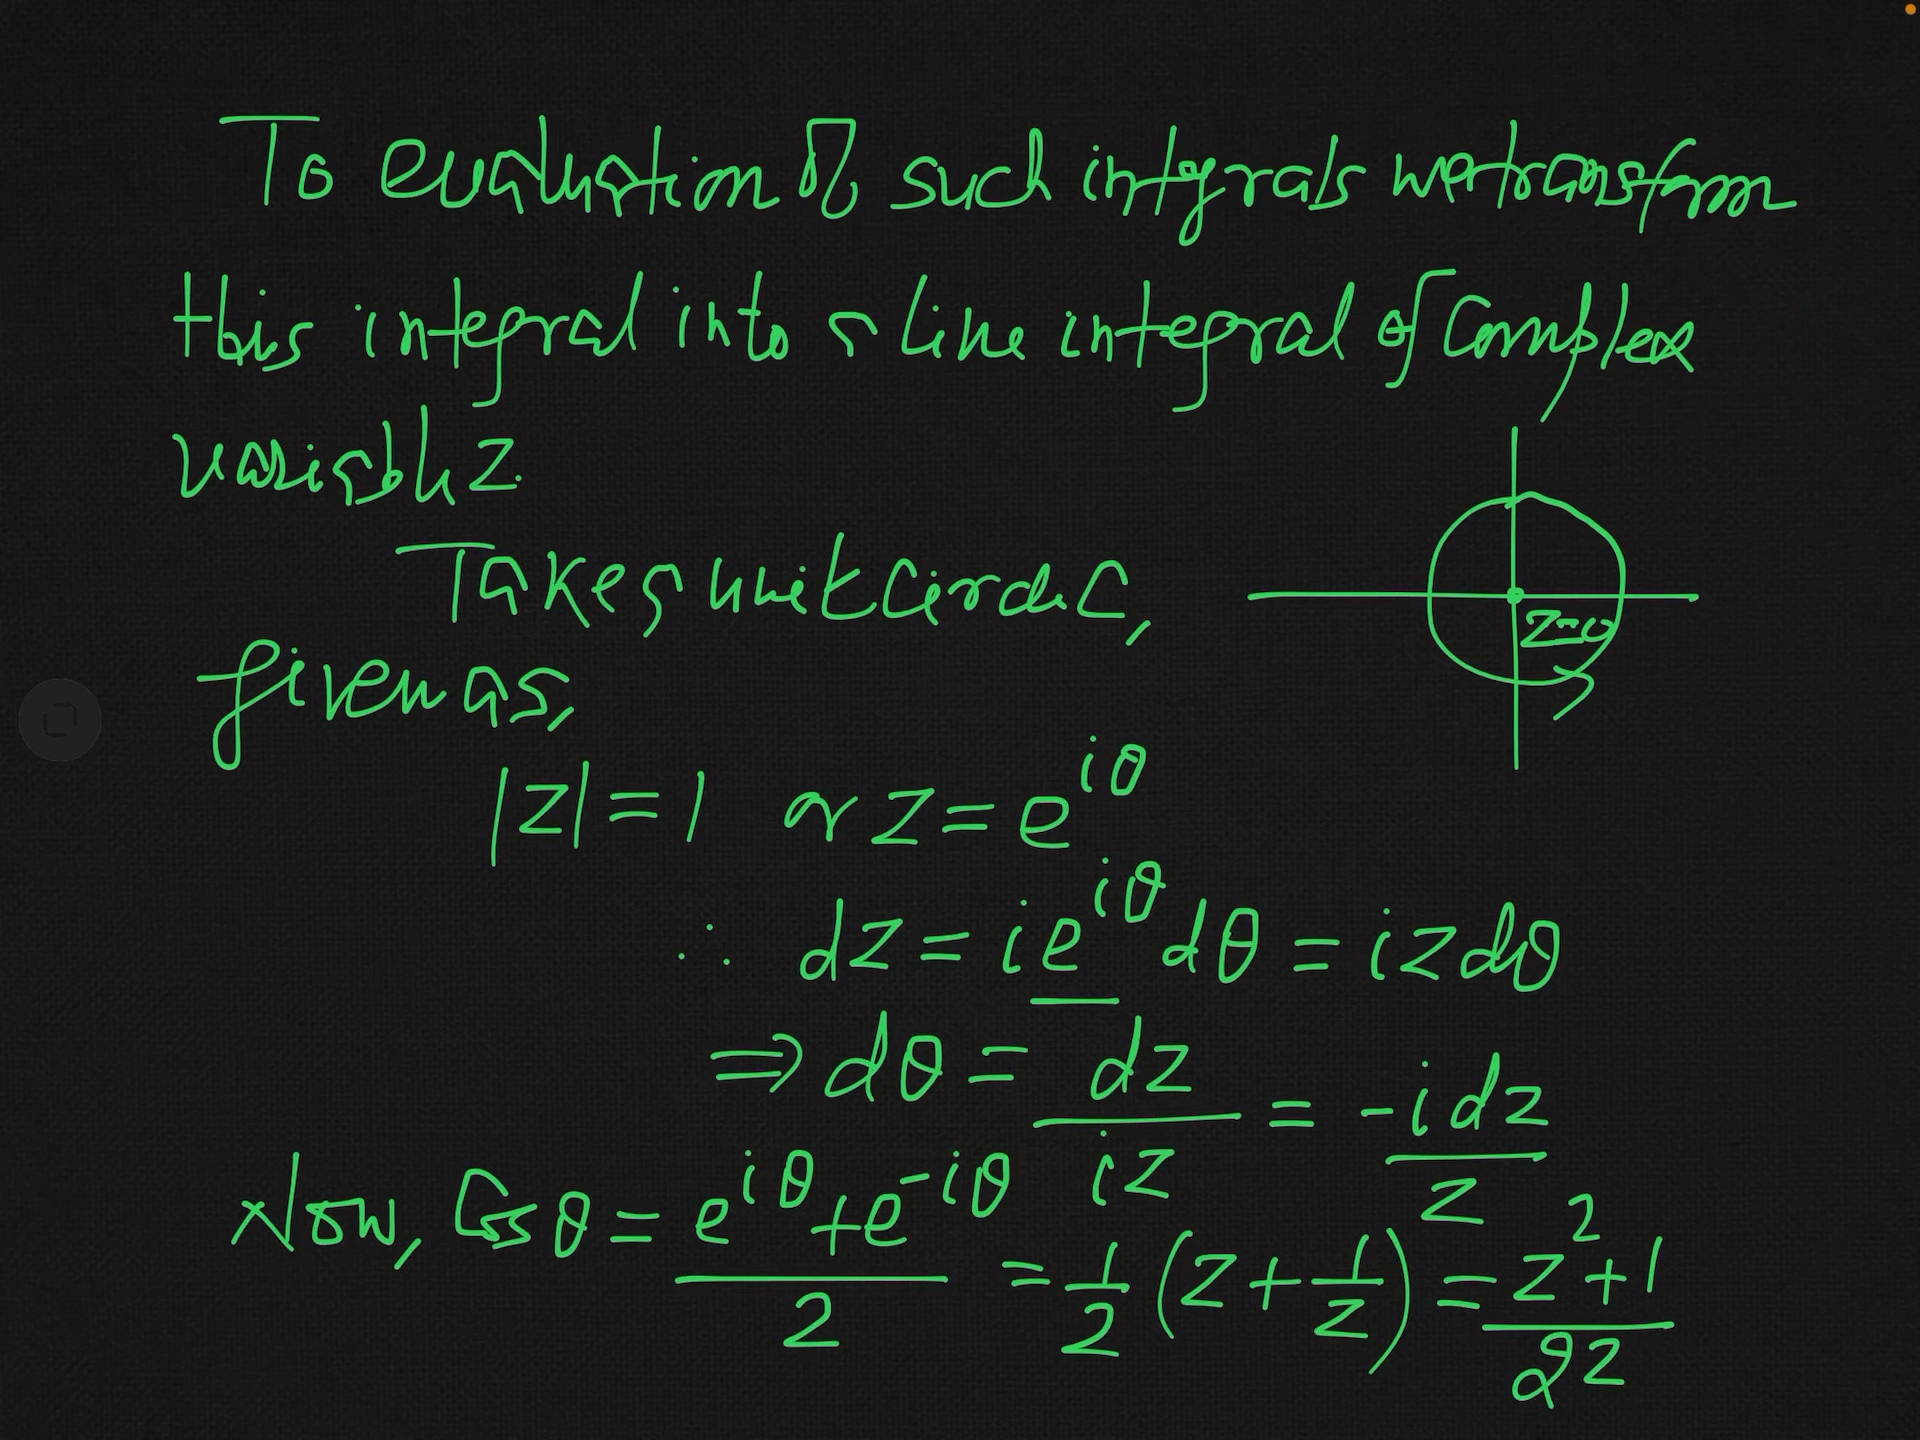 To evaluation of such integrals we transform
this integral into a line integral of Complex
variable z.
Take a unit Circle C,
given as,
z=0
|z| = 1 or z = e^{iθ}
∴ dz = ie^{iθ} dθ = iz dθ
⇒ dθ = dz/iz = -i dz/z
Now, Cos θ = (e^{iθ} + e^{-iθ})/2 = 1/2 (z + 1/z) = (z² + 1)/2z